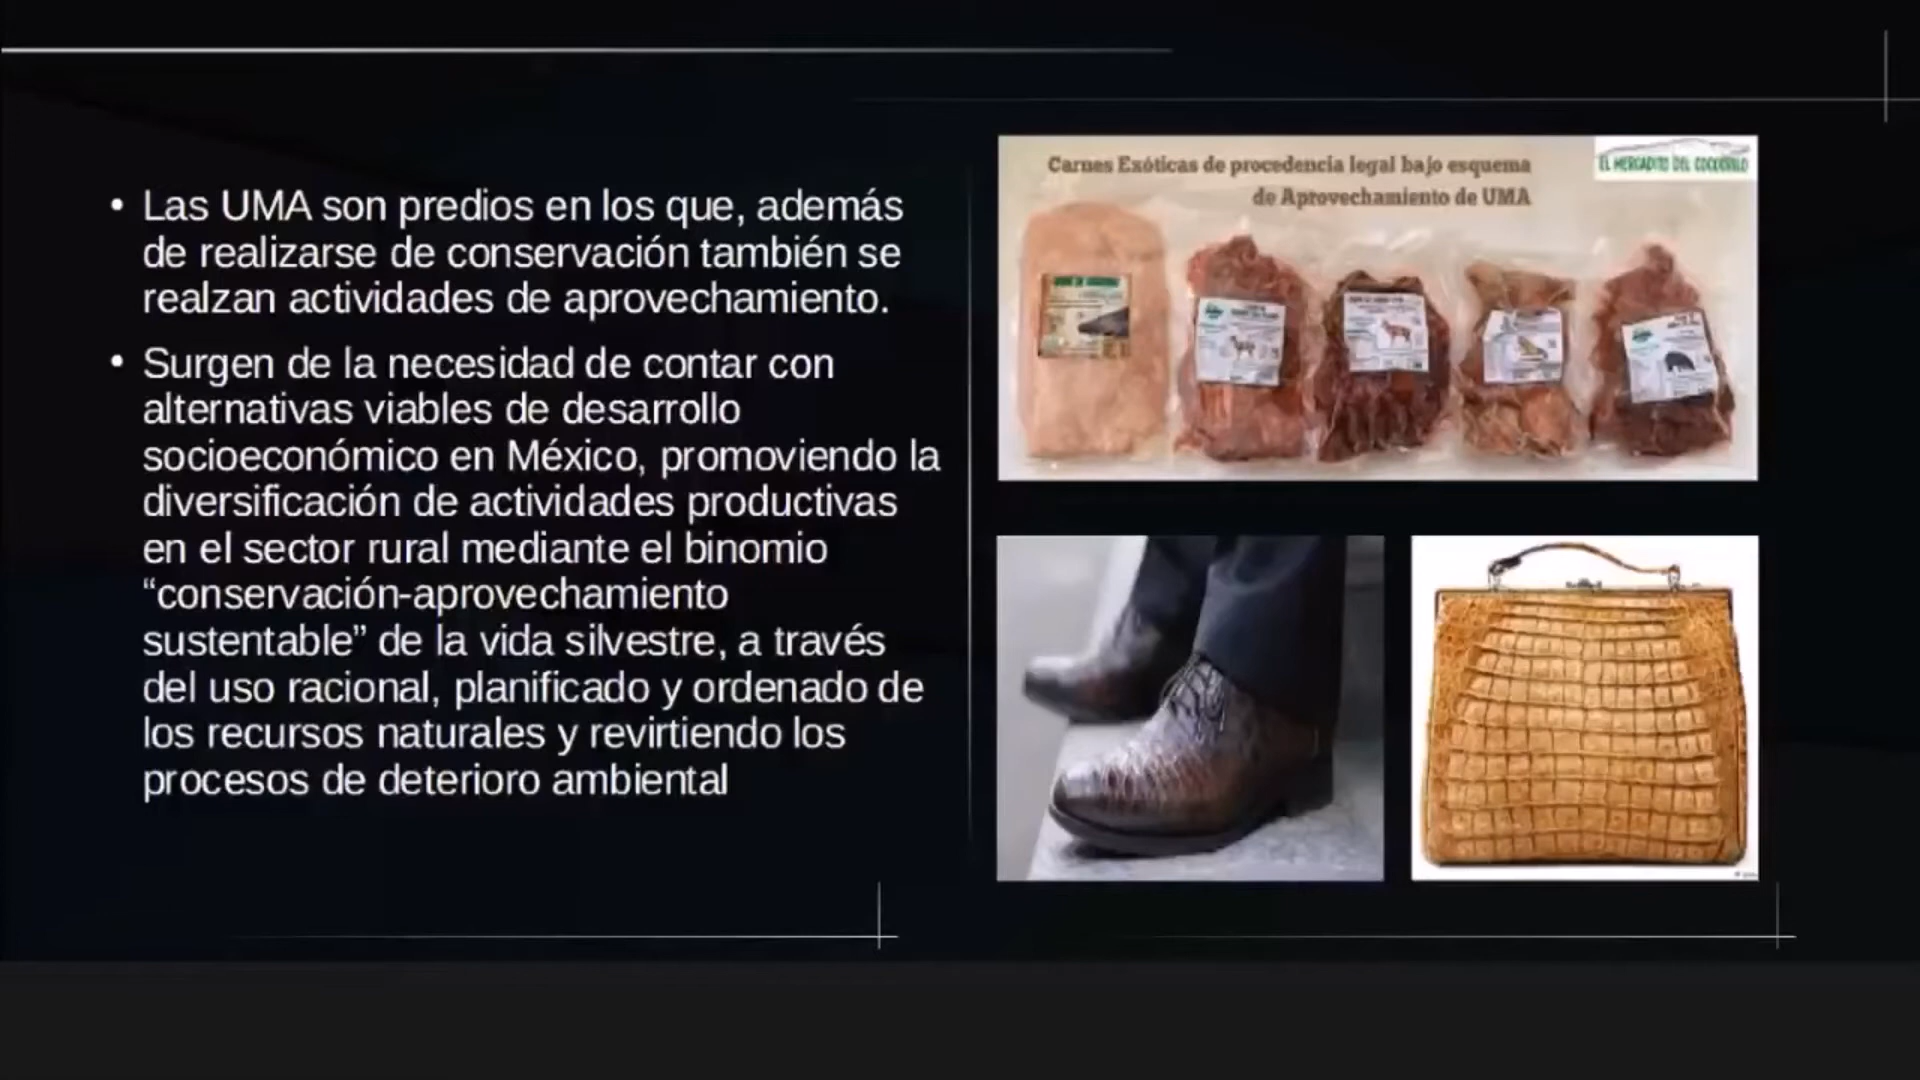 • Las UMA son predios en los que, además
de realizarse de conservación también se
realzan actividades de aprovechamiento.
• Surgen de la necesidad de contar con
alternativas viables de desarrollo
socioeconómico en México, promoviendo la
diversificación de actividades productivas
en el sector rural mediante el binomio
“conservación-aprovechamiento
sustentable” de la vida silvestre, a través
del uso racional, planificado y ordenado de
los recursos naturales y revirtiendo los
procesos de deterioro ambiental
Carnes Exóticas de procedencia legal bajo esquema
de Aprovechamiento de UMA
EL MERCADITO DEL COCODRILO